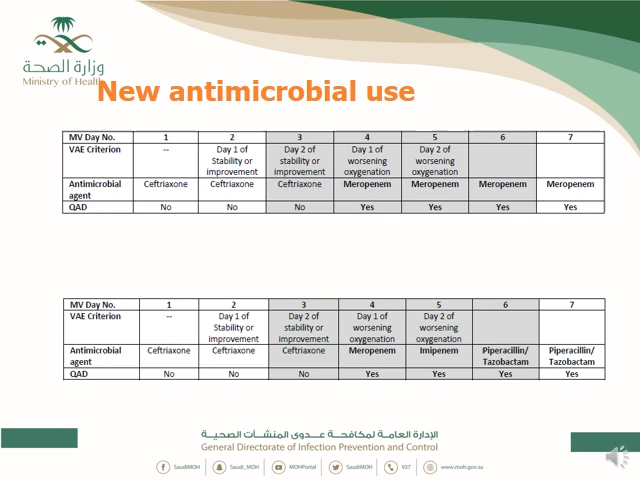 وزارة الصحة
Ministry of Health
New antimicrobial use
MV Day No. 1 2 3 4 5 6 7
VAE Criterion -- Day 1 of Stability or improvement Day 2 of stability or improvement Day 1 of worsening oxygenation Day 2 of worsening oxygenation
Antimicrobial agent Ceftriaxone Ceftriaxone Ceftriaxone Meropenem Meropenem Meropenem Meropenem
QAD No No No Yes Yes Yes Yes
MV Day No. 1 2 3 4 5 6 7
VAE Criterion -- Day 1 of Stability or improvement Day 2 of stability or improvement Day 1 of worsening oxygenation Day 2 of worsening oxygenation
Antimicrobial agent Ceftriaxone Ceftriaxone Ceftriaxone Meropenem Imipenem Piperacillin/ Tazobactam Piperacillin/ Tazobactam
QAD No No No Yes Yes Yes Yes
الإدارة العامة لمكافحة عدوى المنشآت الصحية
General Directorate of Infection Prevention and Control
SaudiMOH Saudi_MOH MOHPortal SaudiMOH 937 www.moh.gov.sa